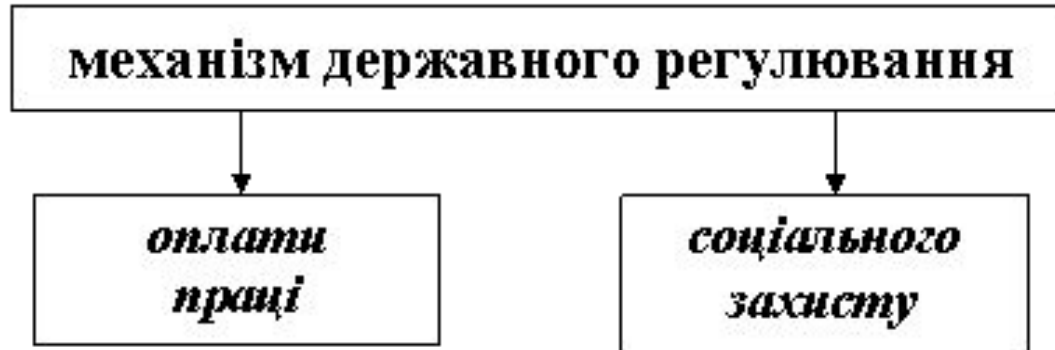 механізм державного регулювання
оплати
праці
соціального
захисту